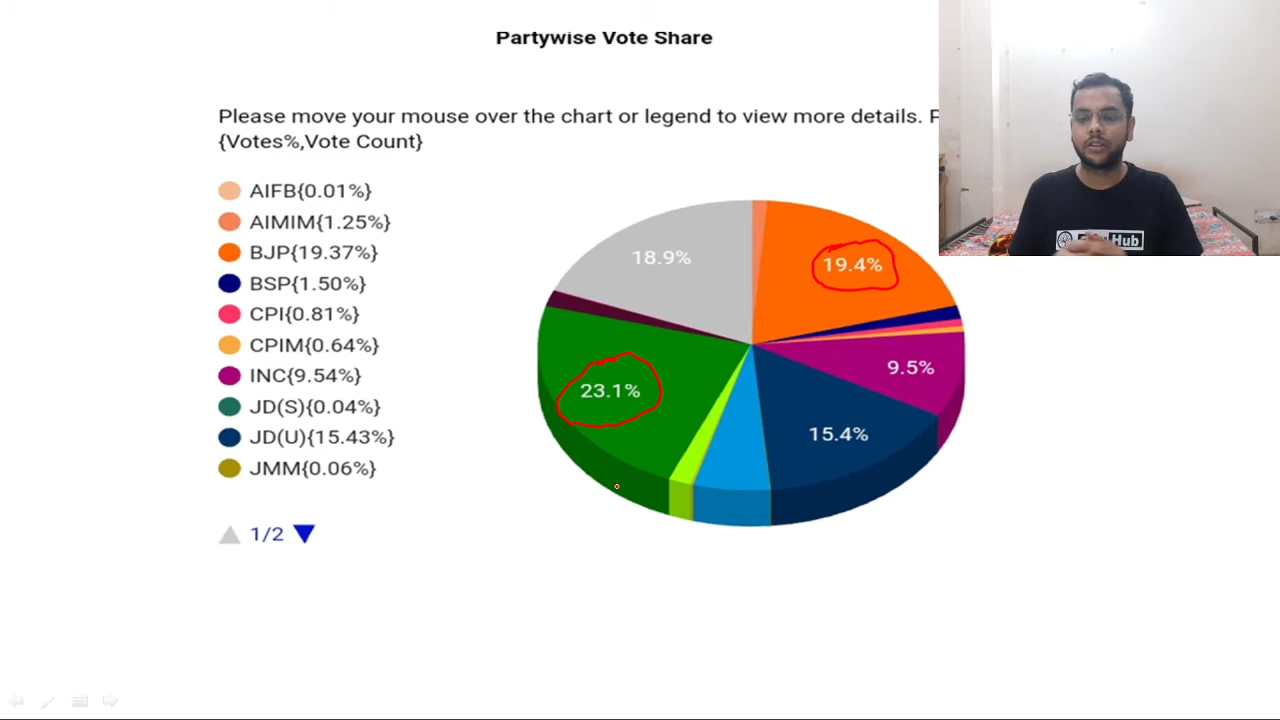 Partywise Vote Share
Please move your mouse over the chart or legend to view more details.
{Votes%,Vote Count}
AIFB{0.01%}
AIMIM{1.25%}
BJP{19.37%}
BSP{1.50%}
CPI{0.81%}
CPIM{0.64%}
INC{9.54%}
JD(S){0.04%}
JD(U){15.43%}
JMM{0.06%}
1/2
18.9%
19.4%
23.1%
9.5%
15.4%
Hub